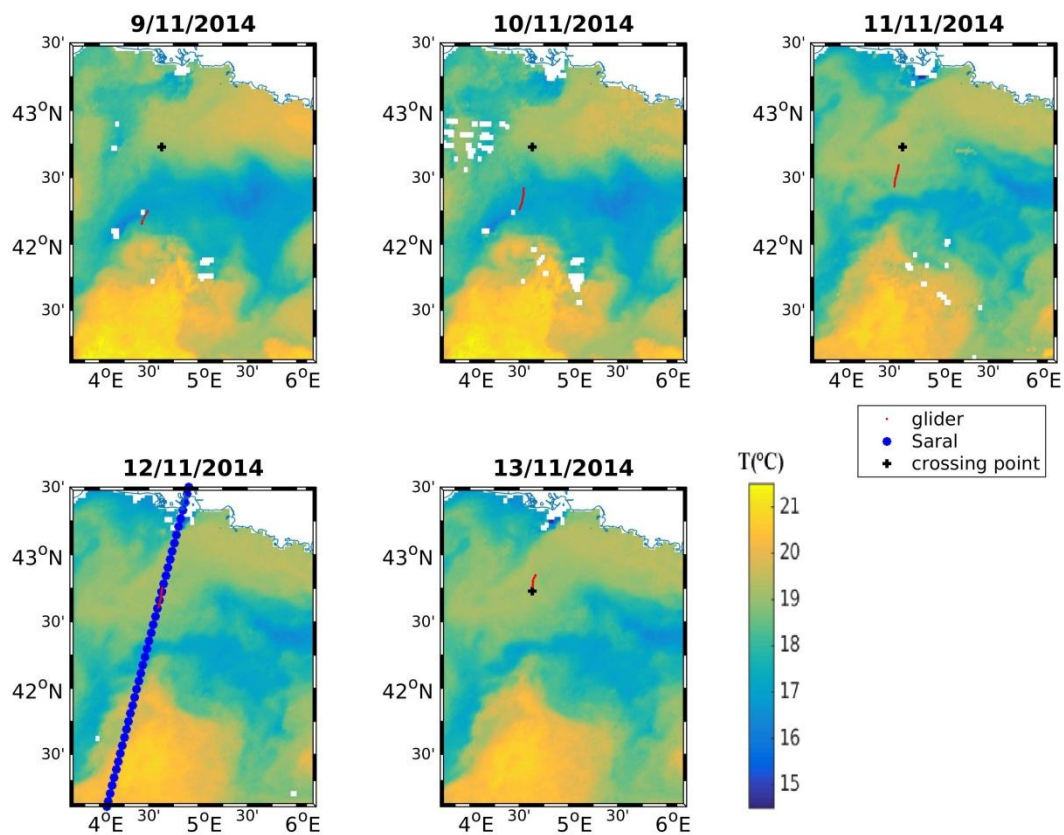 9/11/2014
10/11/2014
11/11/2014
30'
43°N
30'
42°N
30'
4°E 30' 5°E 30' 6°E
30'
43°N
30'
42°N
30'
4°E 30' 5°E 30' 6°E
30'
43°N
30'
42°N
30'
4°E 30' 5°E 30' 6°E
glider
Saral
crossing point
12/11/2014
13/11/2014
T(ºC)
30'
43°N
30'
42°N
30'
4°E 30' 5°E 30' 6°E
30'
43°N
30'
42°N
30'
4°E 30' 5°E 30' 6°E
21
20
19
18
17
16
15